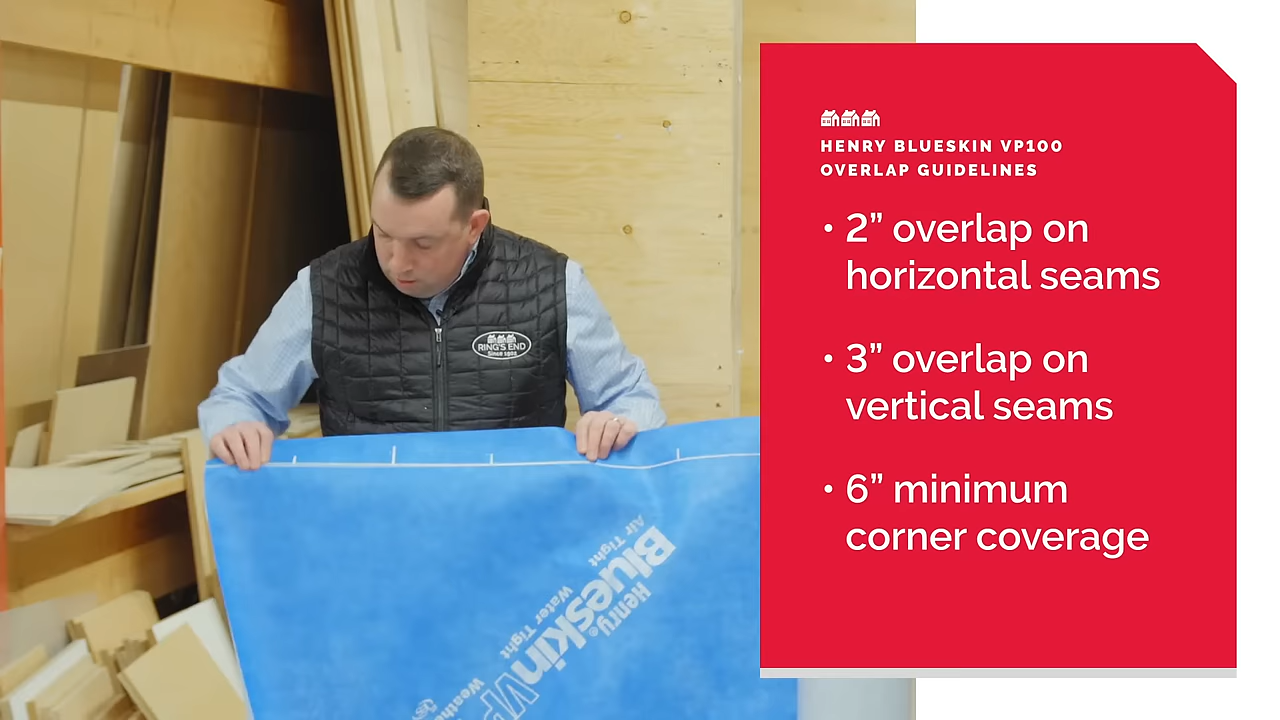 HENRY BLUESKIN VP100
OVERLAP GUIDELINES
• 2” overlap on
horizontal seams
• 3” overlap on
vertical seams
• 6” minimum
corner coverage
RING'S END
Since 1902
Air Tight
Henry®
BlueskinVP
Water Tight